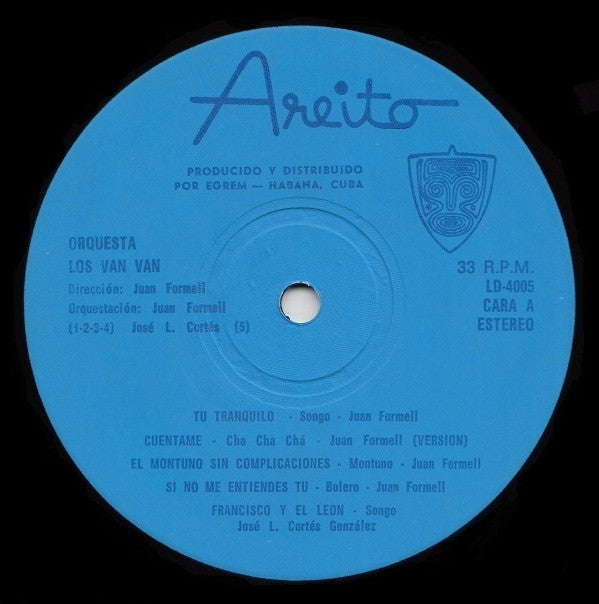 Areito
PRODUCIDO Y DISTRIBUIDO
POR EGREM — HABANA, CUBA
ORQUESTA
LOS VAN VAN
Dirección: Juan Formell
Orquestación: Juan Formell
(1-2-3-4) José L. Cortés (5)
33 R.P.M.
LD-4005
CARA A
ESTEREO
TU TRANQUILO - Songo - Juan Formell
CUENTAME - Cha Cha Chá - Juan Formell (VERSION)
EL MONTUNO SIN COMPLICACIONES - Montuno - Juan Formell
SI NO ME ENTIENDES TU - Bolero - Juan Formell
FRANCISCO Y EL LEON - Songo
José L. Cortés González